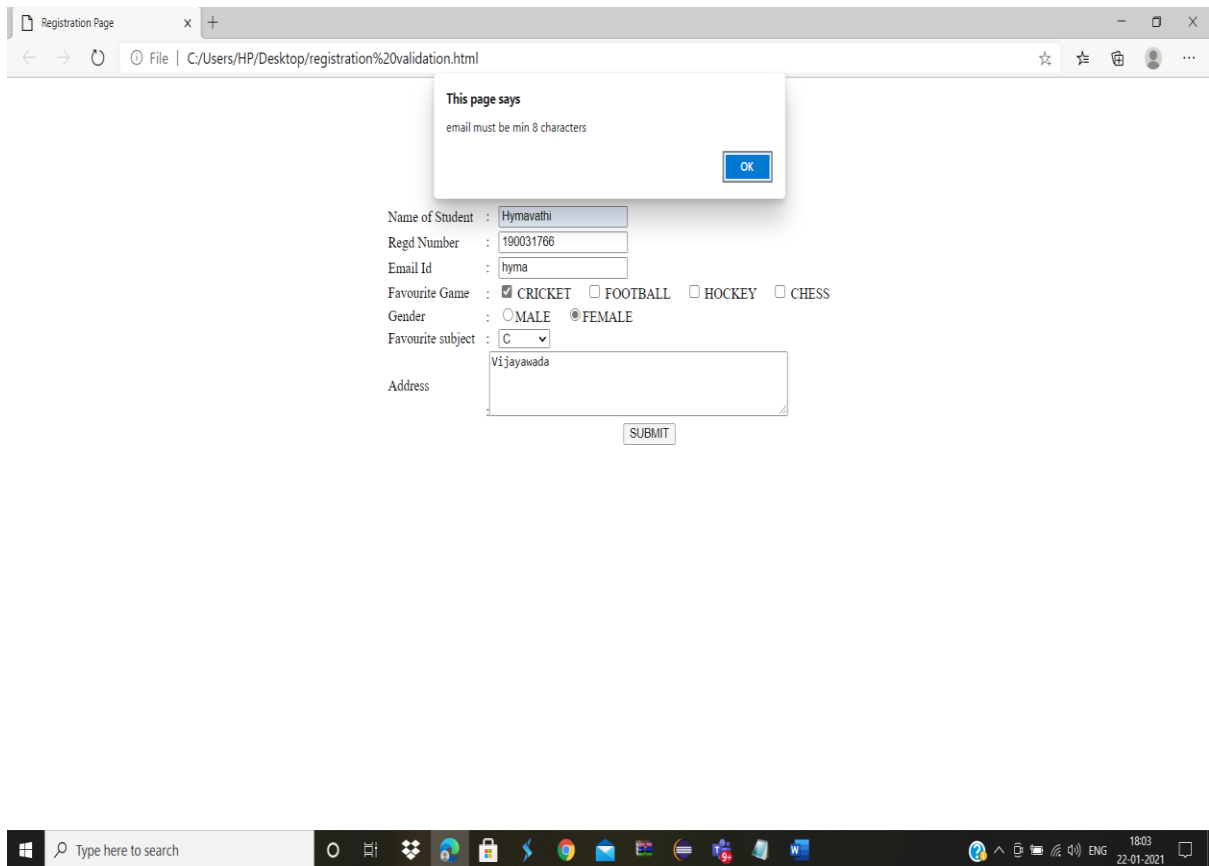 Registration Page
File | C:/Users/HP/Desktop/registration%20validation.html
This page says
email must be min 8 characters
OK
Name of Student : Hymavathi
Regd Number : 190031766
Email Id : hyma
Favourite Game : CRICKET FOOTBALL HOCKEY CHESS
Gender : MALE FEMALE
Favourite subject : C
Address : Vijayawada
SUBMIT
Type here to search
ENG
18:03
22-01-2021